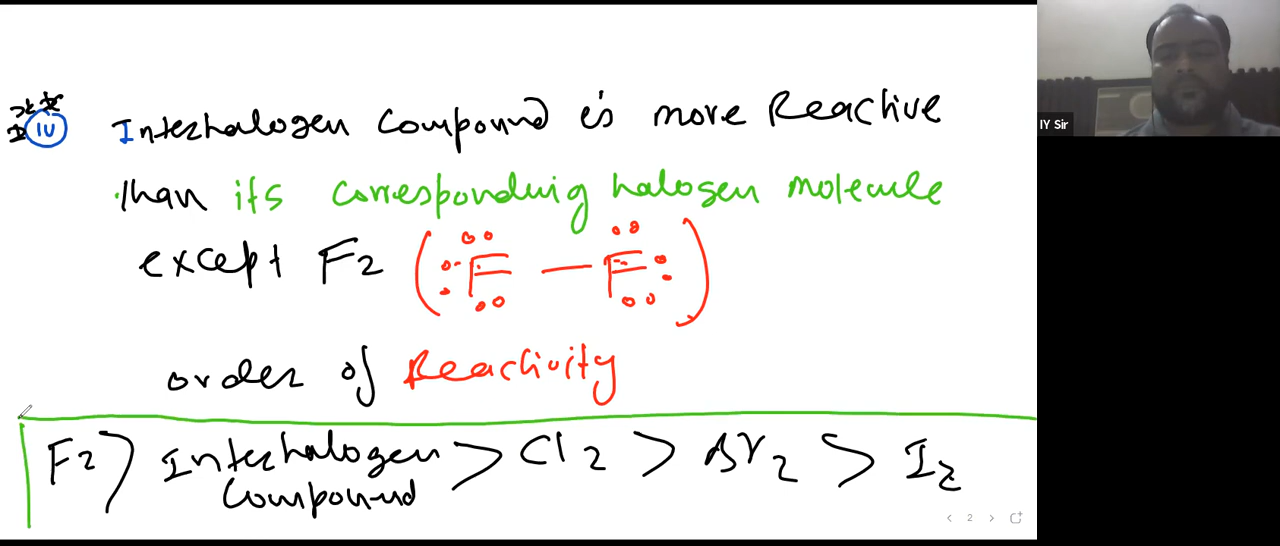 IV Interhalogen Compound is more Reactive
than its corresponding halogen molecule
except F2 ( F — F )
order of Reactivity
F2 > Interhalogen Compound > Cl2 > Br2 > I2
IY Sir
2